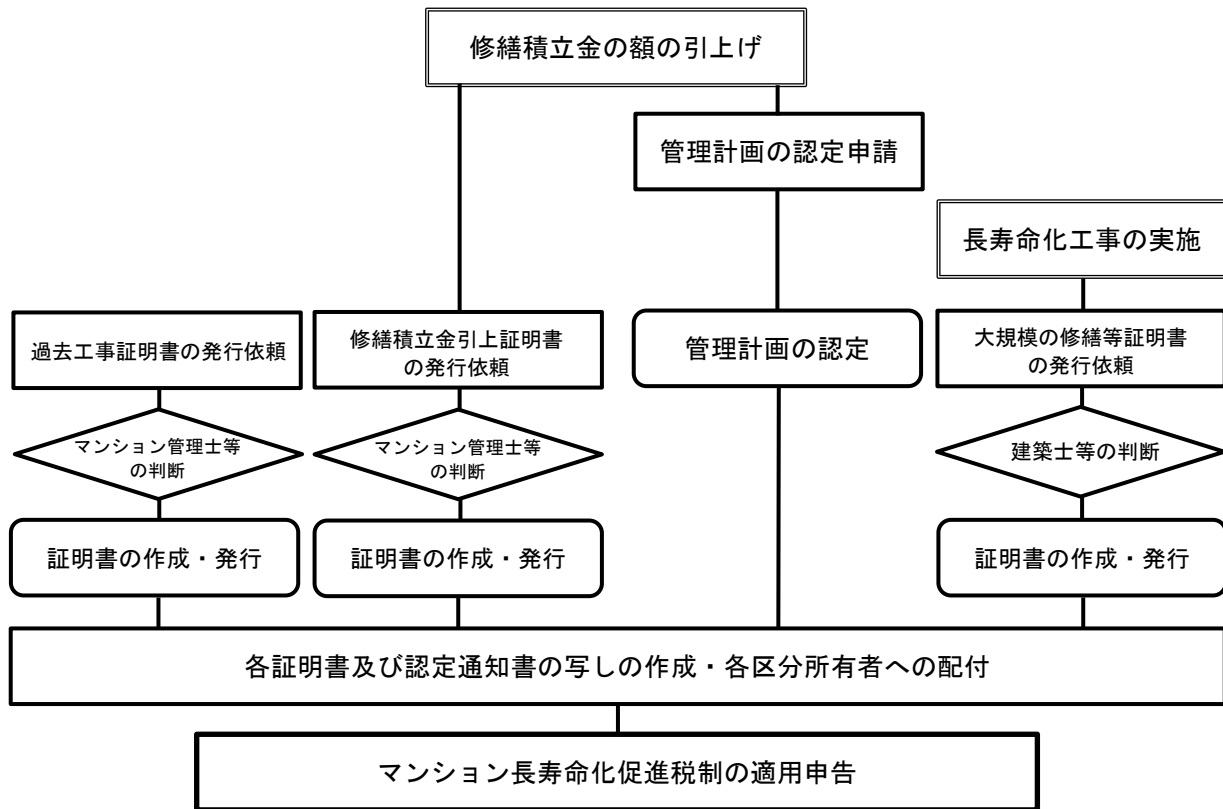 修繕積立金の額の引上げ
管理計画の認定申請
長寿命化工事の実施
過去工事証明書の発行依頼
修繕積立金引上証明書
の発行依頼
管理計画の認定
大規模の修繕等証明書
の発行依頼
マンション管理士等
の判断
マンション管理士等
の判断
建築士等の判断
証明書の作成・発行
証明書の作成・発行
証明書の作成・発行
各証明書及び認定通知書の写しの作成・各区分所有者への配付
マンション長寿命化促進税制の適用申告